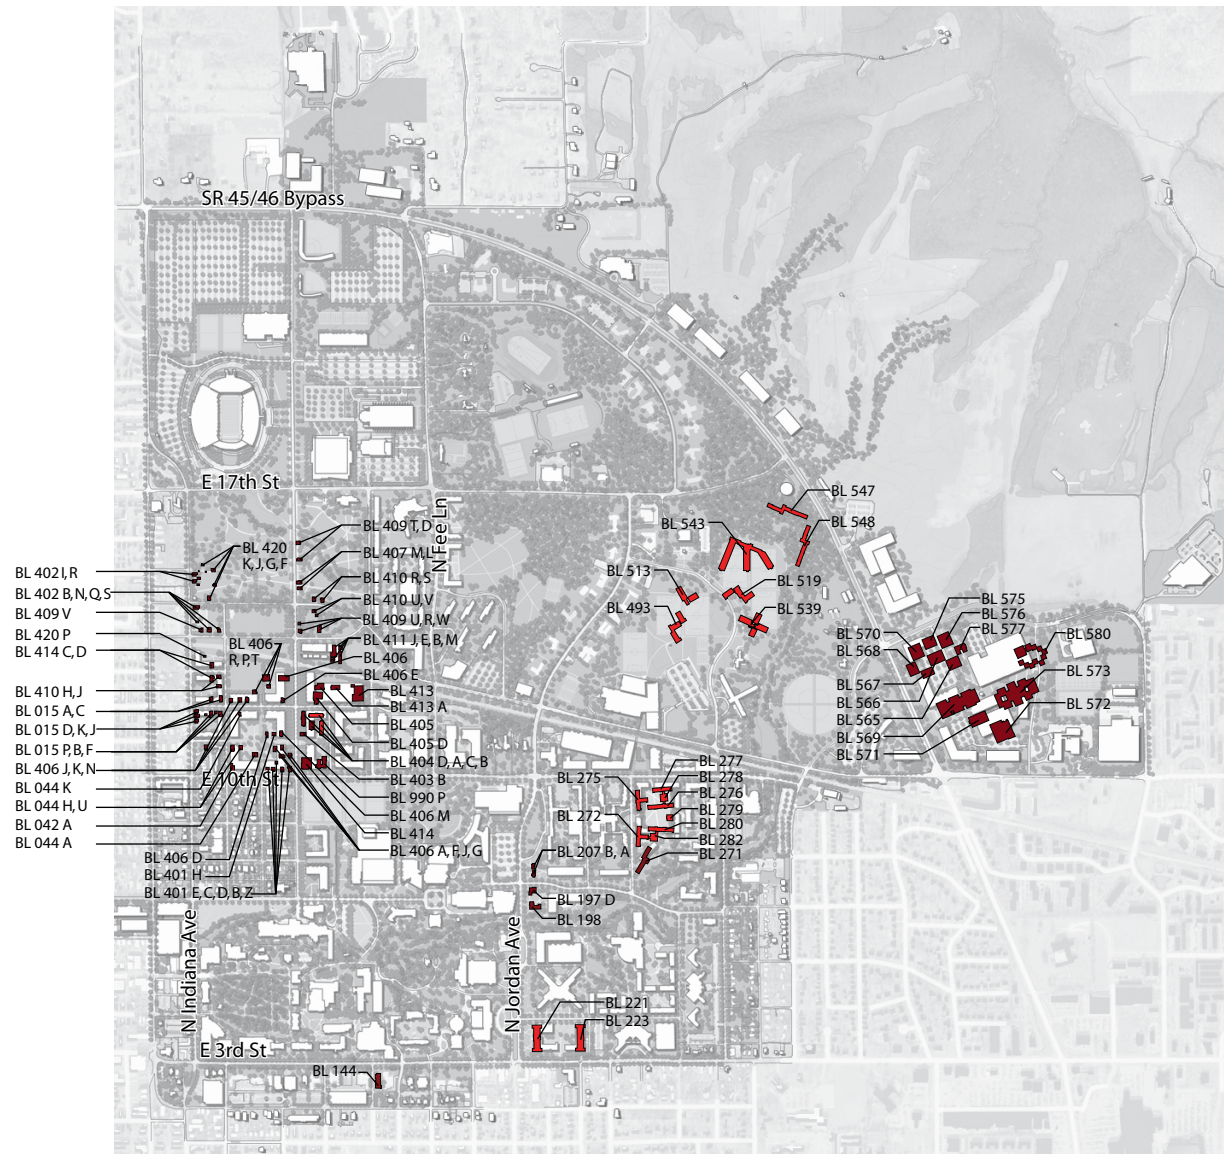 SR 45/46 Bypass
E 17th St
N Fee Ln
BL 547
BL 543
BL 548
BL 409 T, D
BL 420
K, J, G, F
BL 407 M, L
BL 402 I, R
BL 410 R, S
BL 513
BL 519
BL 402 B, N, Q, S
BL 410 U, V
BL 575
BL 409 V
BL 409 U, R, W
BL 493
BL 539
BL 576
BL 577
BL 420 P
BL 411 J, E, B, M
BL 570
BL 580
BL 414 C, D
BL 406
R, P, T
BL 406
BL 568
BL 406 E
BL 573
BL 410 H, J
BL 413
BL 567
BL 015 A, C
BL 413 A
BL 566
BL 572
BL 015 D, K, J
BL 405
BL 565
BL 405 D
BL 569
BL 015 P, B, F
BL 404 D, A, C, B
BL 571
BL 406 J, K, N
E 10th St
BL 403 B
BL 277
BL 275
BL 278
BL 044 K
BL 990 P
BL 276
BL 044 H, U
BL 406 M
BL 279
BL 272
BL 280
BL 042 A
BL 414
BL 282
BL 044 A
BL 406 A, F, J, G
BL 207 B, A
BL 271
BL 406 D
BL 401 H
BL 401 E, C, D, B, Z
BL 197 D
BL 198
N Indiana Ave
N Jordan Ave
BL 221
BL 223
E 3rd St
BL 144